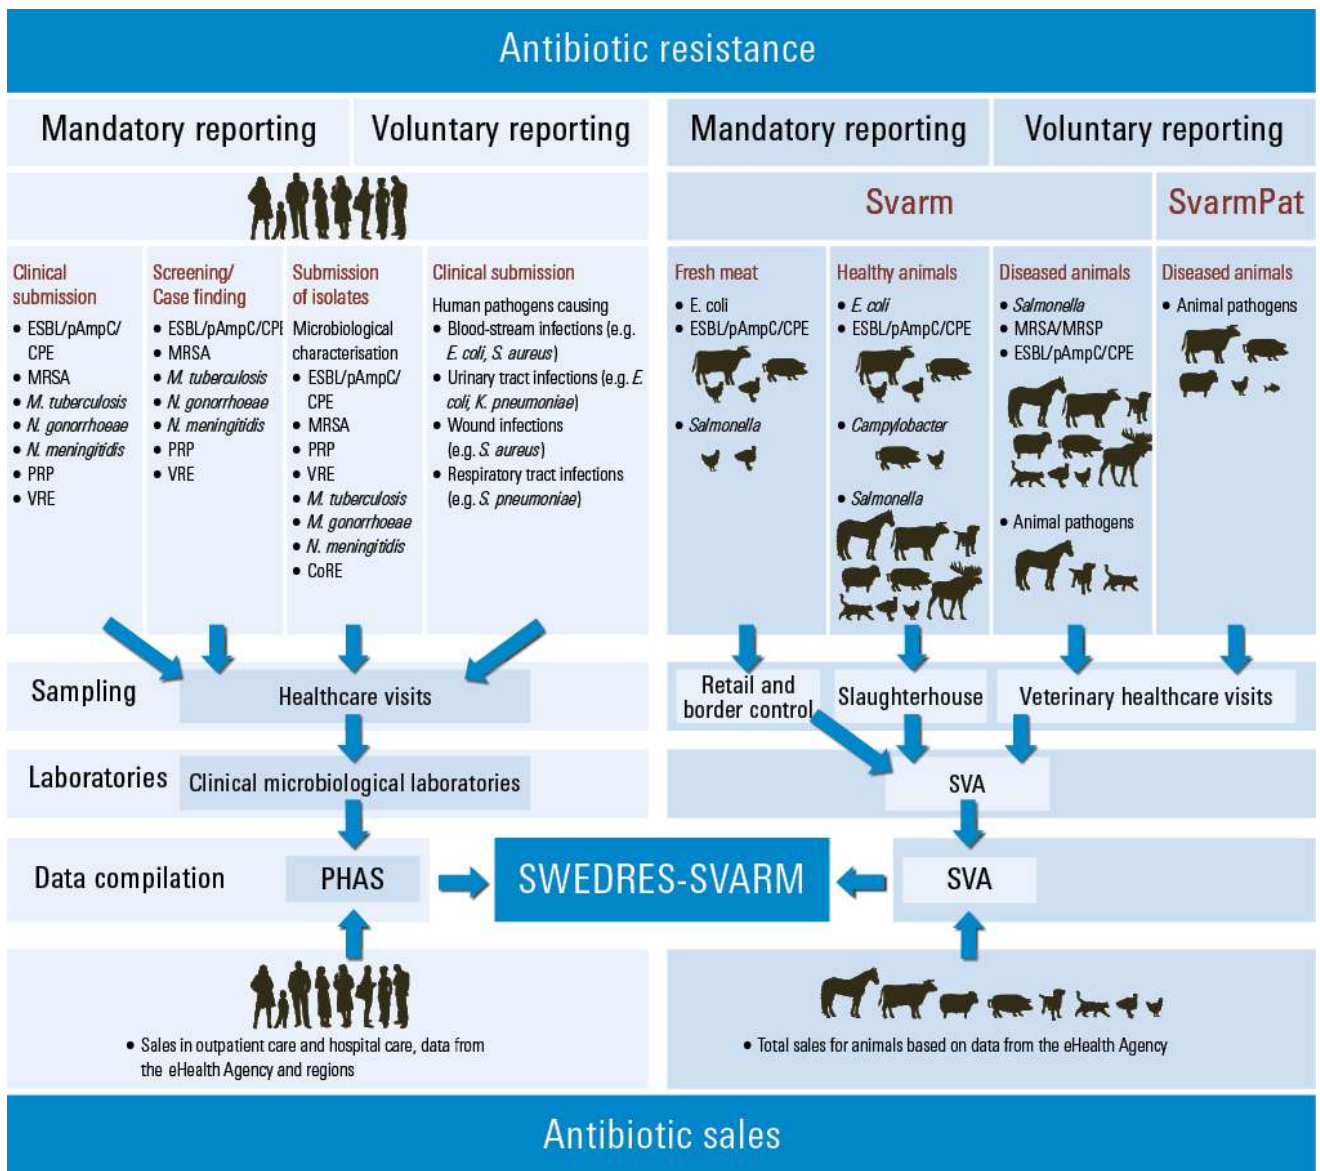 Antibiotic resistance
Mandatory reporting
Voluntary reporting
Mandatory reporting
Voluntary reporting
Svarm
SvarmPat
Clinical
submission
• ESBL/pAmpC/
CPE
• MRSA
• M. tuberculosis
• N. gonorrhoeae
• N. meningitidis
• PRP
• VRE
Screening/
Case finding
• ESBL/pAmpC/CPE
• MRSA
• M. tuberculosis
• N. gonorrhoeae
• N. meningitidis
• PRP
• VRE
Submission
of isolates
Microbiological
characterisation
• ESBL/pAmpC/
CPE
• MRSA
• PRP
• VRE
• M. tuberculosis
• M. gonorrhoeae
• N. meningitidis
• CoRE
Clinical submission
Human pathogens causing
• Blood-stream infections (e.g.
E. coli, S. aureus)
• Urinary tract infections (e.g. E.
coli, K. pneumoniae)
• Wound infections
(e.g. S. aureus)
• Respiratory tract infections
(e.g. S. pneumoniae)
Fresh meat
• E. coli
• ESBL/pAmpC/CPE
• Salmonella
Healthy animals
• E. coli
• ESBL/pAmpC/CPE
• Campylobacter
• Salmonella
Diseased animals
• Salmonella
• MRSA/MRSP
• ESBL/pAmpC/CPE
• Animal pathogens
Diseased animals
• Animal pathogens
Sampling
Healthcare visits
Retail and
border control
Slaughterhouse
Veterinary healthcare visits
Laboratories
Clinical microbiological laboratories
SVA
Data compilation
PHAS
SWEDRES-SVARM
SVA
• Sales in outpatient care and hospital care, data from
the eHealth Agency and regions
• Total sales for animals based on data from the eHealth Agency
Antibiotic sales